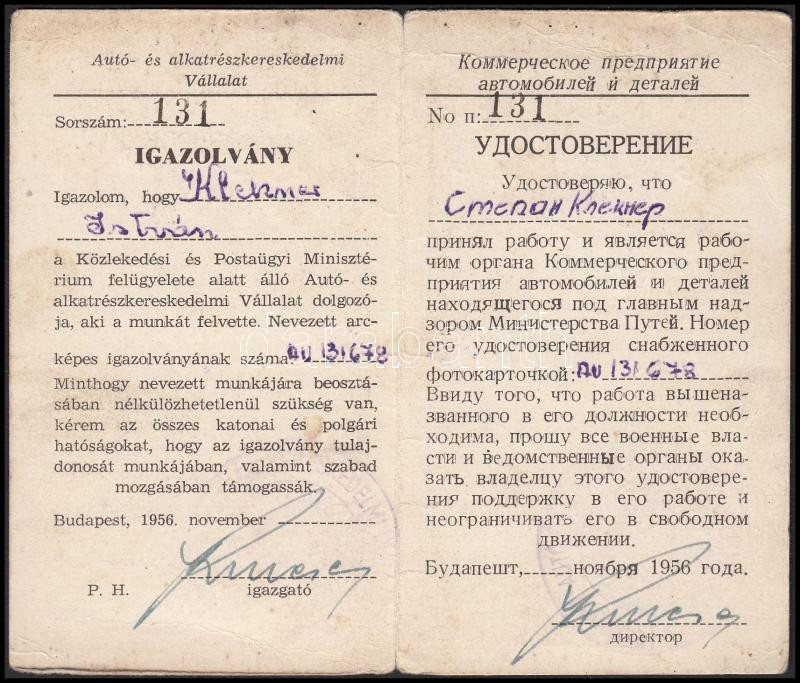 Autó- és alkatrészkereskedelmi
Vállalat
Sorszám: 131
IGAZOLVÁNY
Igazolom, hogy Klekner
István
a Közlekedési és Postaügyi Miniszté-
rium felügyelete alatt álló Autó- és
alkatrészkereskedelmi Vállalat dolgozó-
ja, aki a munkát felvette. Nevezett arc-
képes igazolványának száma: AU 131678
Minthogy nevezett munkájára beosztá-
sában nélkülözhetetlenül szükség van,
kérem az összes katonai és polgári
hatóságokat, hogy az igazolvány tulaj-
donosát munkájában, valamint szabad
mozgásában támogassák.
Budapest, 1956. november
P. H.
igazgató
Коммерческое предприятие
автомобилей и деталей
No п: 131
УДОСТОВЕРЕНИЕ
Удостоверяю, что
Степан Клекнер
принял работу и является рабо-
чим органа Коммерческого пред-
приятия автомобилей и деталей
находящегося под главным над-
зором Министерства Путей. Номер
его удостоверения снабженного
фотокарточкой: AU 131678
Ввиду того, что работа вышена-
званного в его должности необ-
ходима, прошу все военные вла-
сти и ведомственные органы ока-
зать владелцу этого удостовере-
ния поддержку в его работе и
неограничивать его в свободном
движении.
Будапешт, ноября 1956 года.
директор